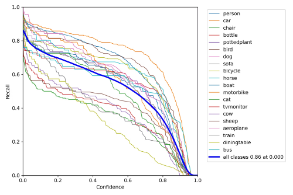 1.0
0.8
0.6
0.4
0.2
0.0
Recall
0.0 0.2 0.4 0.6 0.8 1.0
Confidence
person
car
chair
bottle
pottedplant
bird
dog
sofa
bicycle
horse
boat
motorbike
cat
tvmonitor
cow
sheep
aeroplane
train
diningtable
bus
all classes 0.86 at 0.000